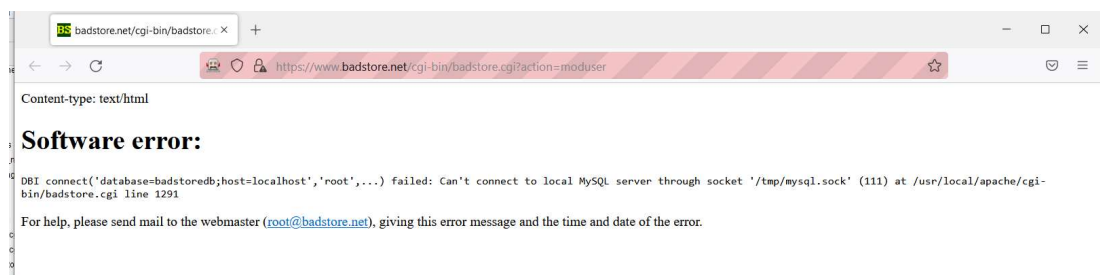 badstore.net/cgi-bin/badstore.c
https://www.badstore.net/cgi-bin/badstore.cgi?action=moduser
Content-type: text/html
Software error:
DBI connect('database=badstoredb;host=localhost','root',...) failed: Can't connect to local MySQL server through socket '/tmp/mysql.sock' (111) at /usr/local/apache/cgi-
bin/badstore.cgi line 1291
For help, please send mail to the webmaster (root@badstore.net), giving this error message and the time and date of the error.